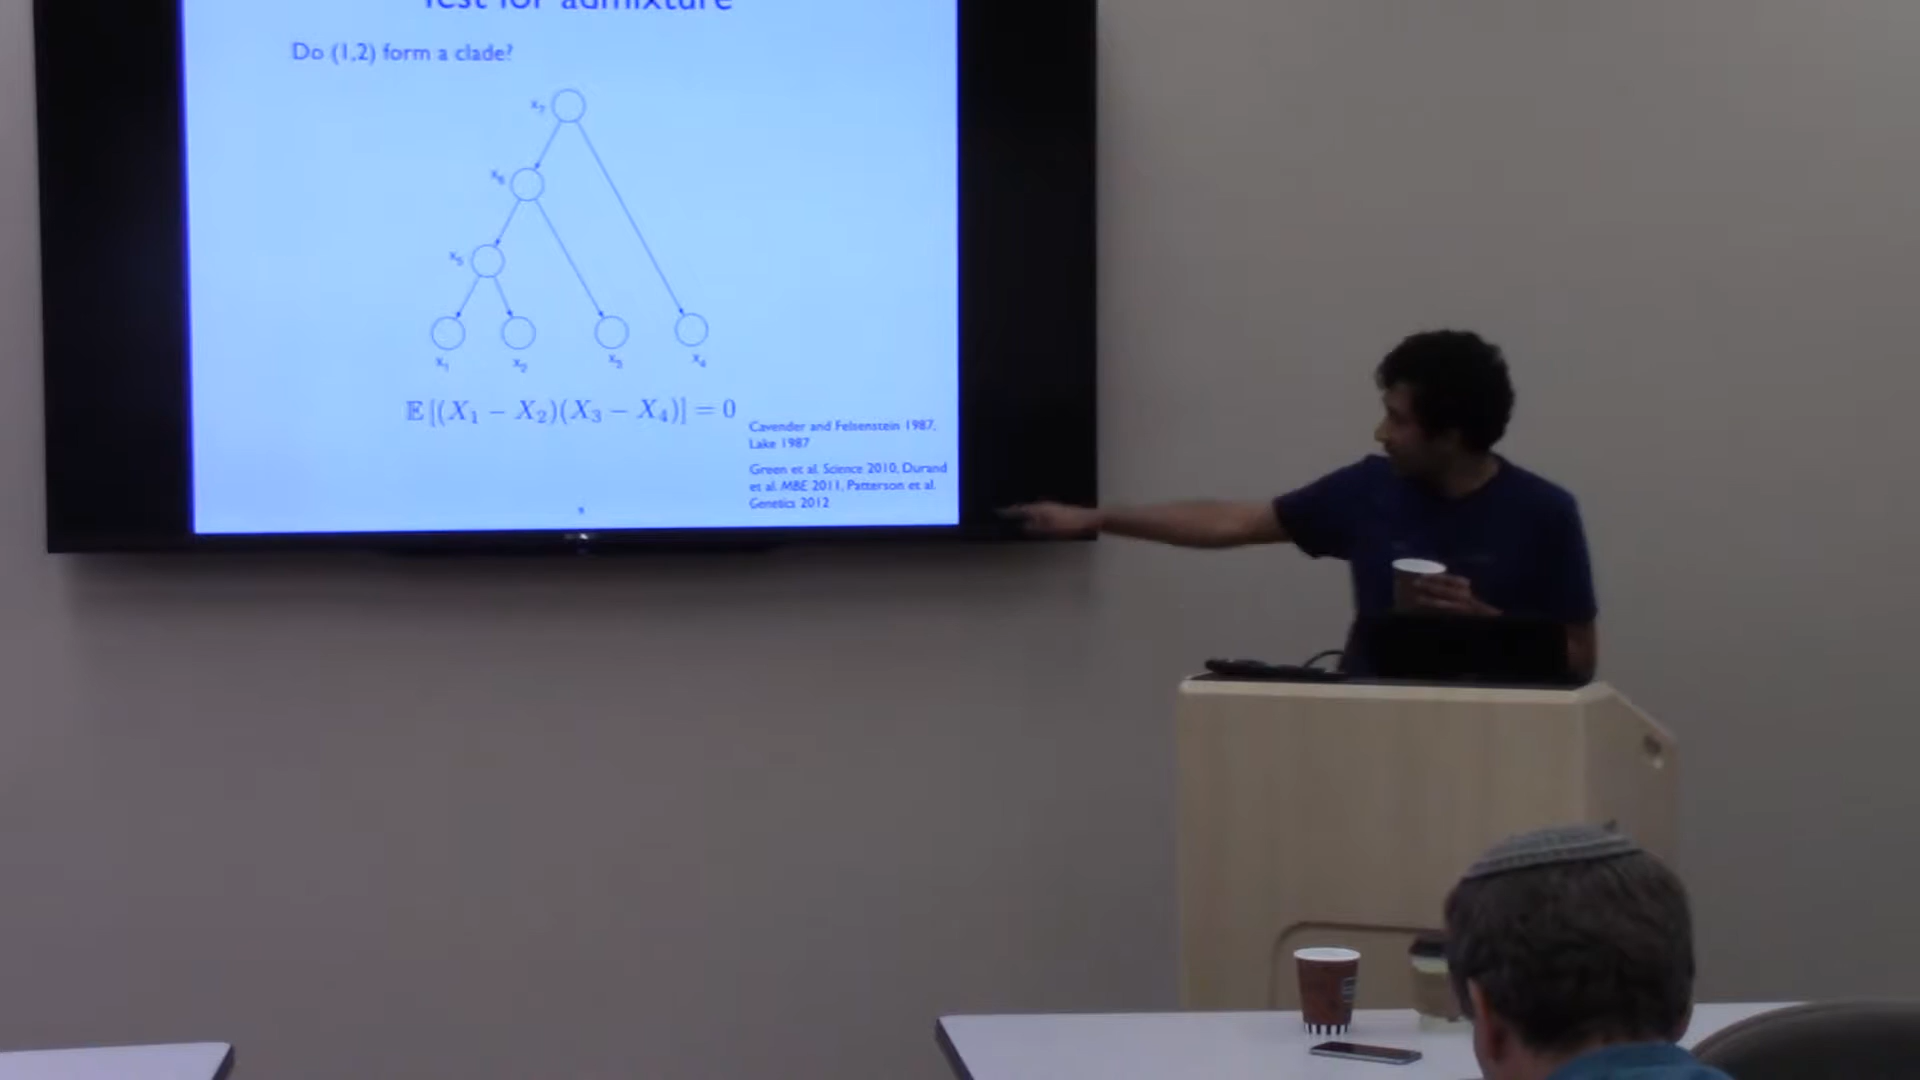 Test for admixture
Do (1,2) form a clade?
x₇
x₆
x₅
x₁ x₂ x₃ x₄
𝔼 [(X₁ − X₂)(X₃ − X₄)] = 0
Cavender and Felsenstein 1987,
Lake 1987
Green et al. Science 2010, Durand
et al. MBE 2011, Patterson et al.
Genetics 2012